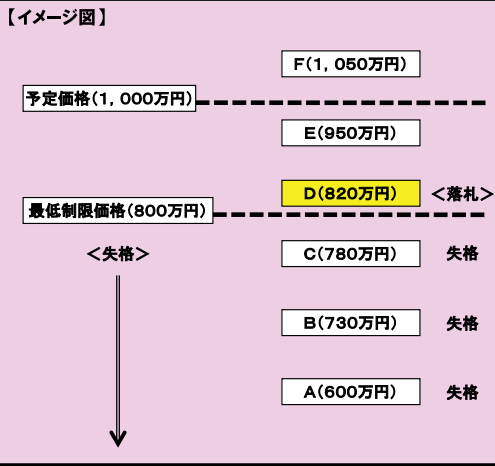 【イメージ図】
F(1,050万円)
予定価格(1,000万円)
E(950万円)
D(820万円)
<落札>
最低制限価格(800万円)
<失格>
C(780万円)
失格
B(730万円)
失格
A(600万円)
失格